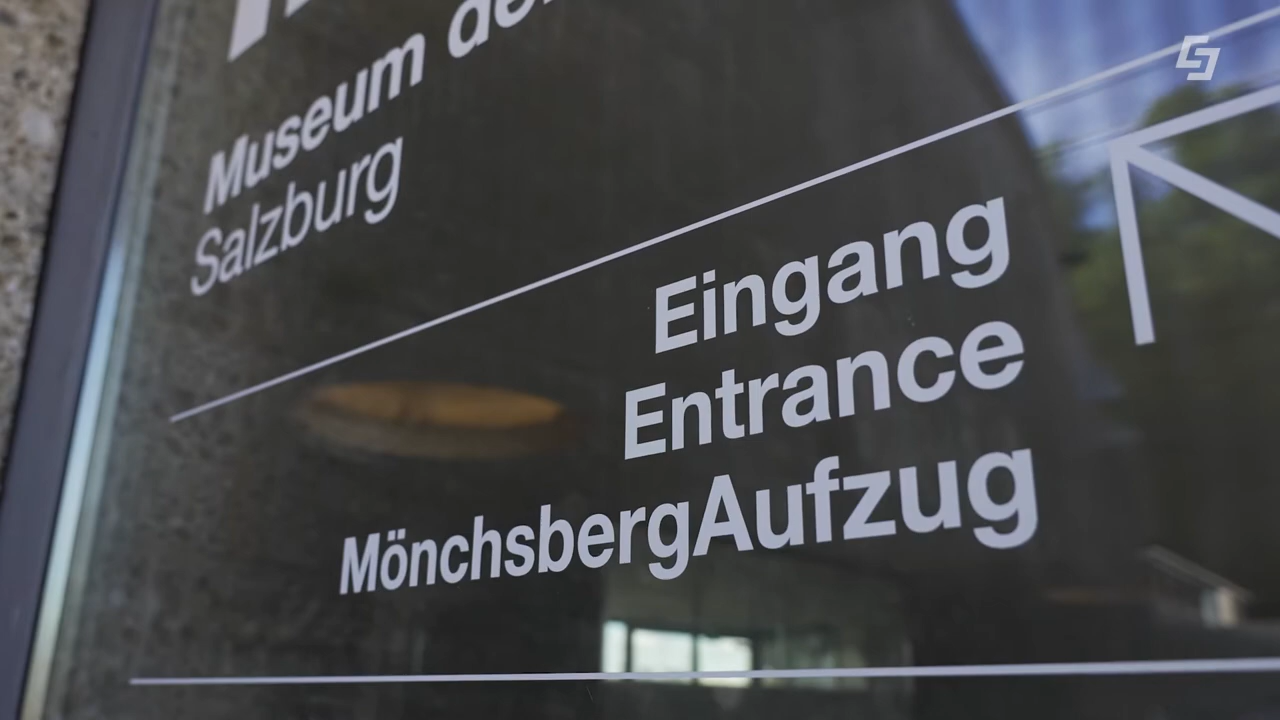 Museum de
Salzburg
Eingang
Entrance
MönchsbergAufzug